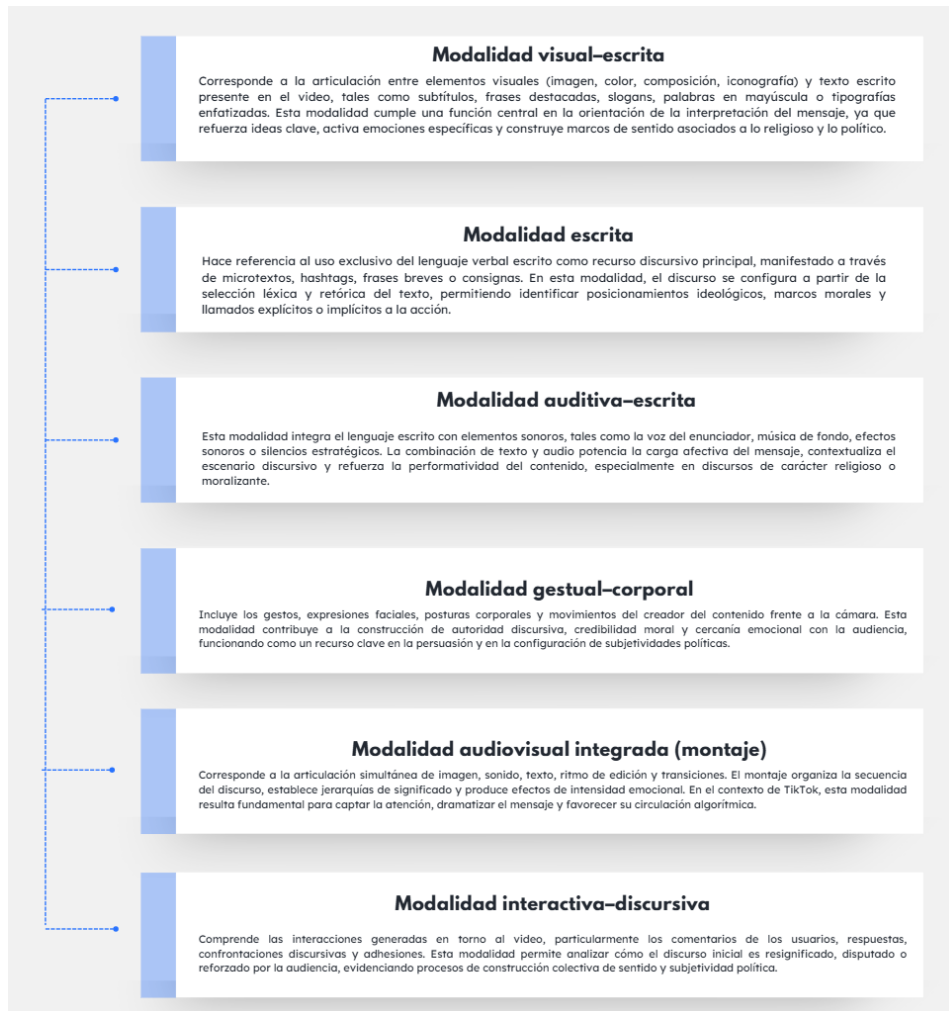 Modalidad visual–escrita
Corresponde a la articulación entre elementos visuales (imagen, color, composición, iconografía) y texto escrito
presente en el video, tales como subtítulos, frases destacadas, slogans, palabras en mayúscula o tipografías
enfatizadas. Esta modalidad cumple una función central en la orientación de la interpretación del mensaje, ya que
refuerza ideas clave, activa emociones específicas y construye marcos de sentido asociados a lo religioso y lo político.
Modalidad escrita
Hace referencia al uso exclusivo del lenguaje verbal escrito como recurso discursivo principal, manifestado a través
de microtextos, hashtags, frases breves o consignas. En esta modalidad, el discurso se configura a partir de la
selección léxica y retórica del texto, permitiendo identificar posicionamientos ideológicos, marcos morales y
llamados explícitos o implícitos a la acción.
Modalidad auditiva–escrita
Esta modalidad integra el lenguaje escrito con elementos sonoros, tales como la voz del enunciador, música de fondo, efectos
sonoros o silencios estratégicos. La combinación de texto y audio potencia la carga afectiva del mensaje, contextualiza el
escenario discursivo y refuerza la performatividad del contenido, especialmente en discursos de carácter religioso o
moralizante.
Modalidad gestual–corporal
Incluye los gestos, expresiones faciales, posturas corporales y movimientos del creador del contenido frente a la cámara. Esta
modalidad contribuye a la construcción de autoridad discursiva, credibilidad moral y cercanía emocional con la audiencia,
funcionando como un recurso clave en la persuasión y en la configuración de subjetividades políticas.
Modalidad audiovisual integrada (montaje)
Corresponde a la articulación simultánea de imagen, sonido, texto, ritmo de edición y transiciones. El montaje organiza la secuencia
del discurso, establece jerarquías de significado y produce efectos de intensidad emocional. En el contexto de TikTok, esta modalidad
resulta fundamental para captar la atención, dramatizar el mensaje y favorecer su circulación algorítmica.
Modalidad interactiva–discursiva
Comprende las interacciones generadas en torno al video, particularmente los comentarios de los usuarios, respuestas,
confrontaciones discursivas y adhesiones. Esta modalidad permite analizar cómo el discurso inicial es resignificado, disputado o
reforzado por la audiencia, evidenciando procesos de construcción colectiva de sentido y subjetividad política.